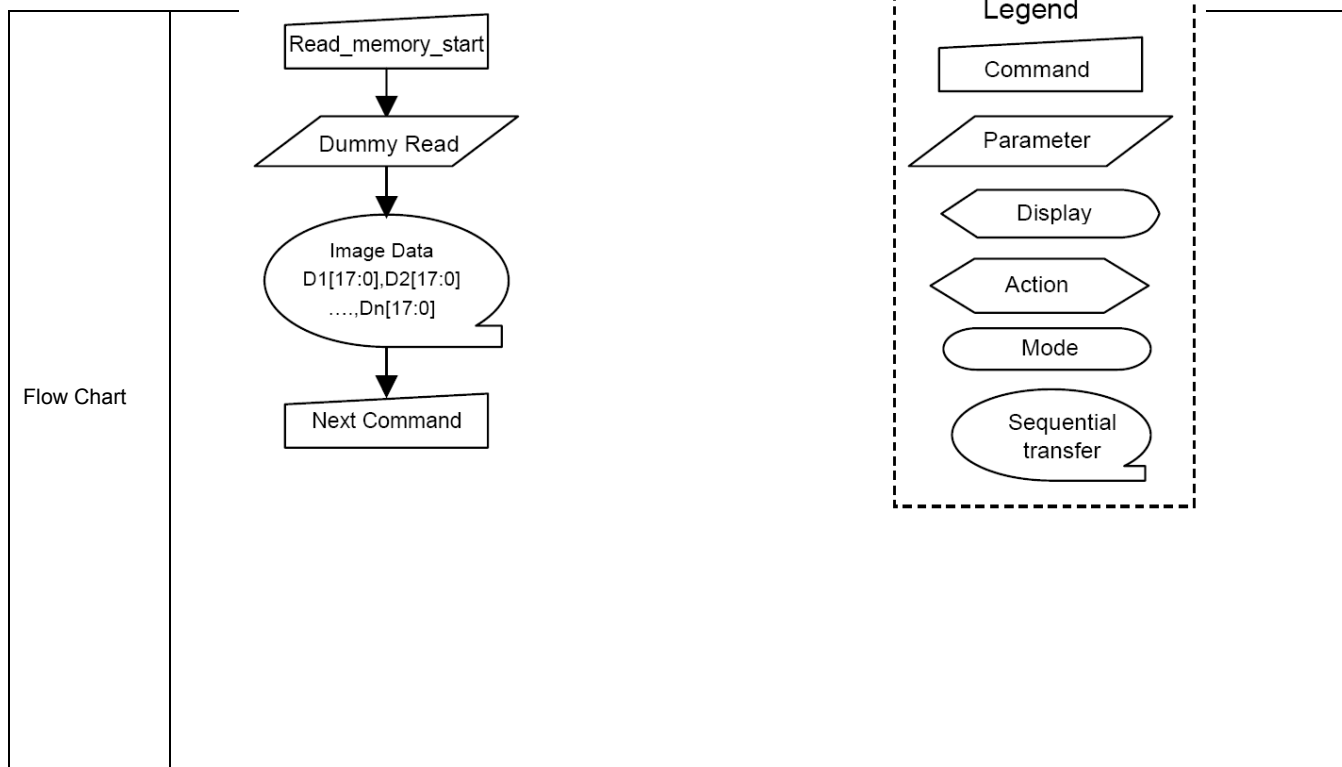 Flow Chart
Read_memory_start
Dummy Read
Image Data
D1[17:0],D2[17:0]
....,Dn[17:0]
Next Command
Legend
Command
Parameter
Display
Action
Mode
Sequential
transfer